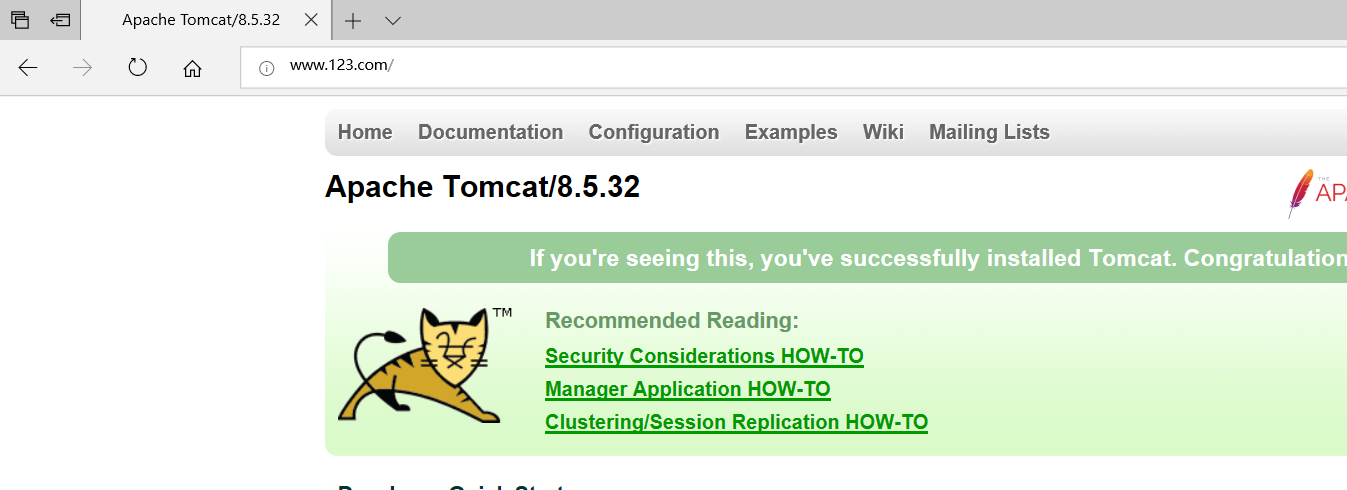 Apache Tomcat/8.5.32
www.123.com/
Home Documentation Configuration Examples Wiki Mailing Lists
Apache Tomcat/8.5.32
THE
If you're seeing this, you've successfully installed Tomcat. Congratulation
TM
Recommended Reading:
Security Considerations HOW-TO
Manager Application HOW-TO
Clustering/Session Replication HOW-TO